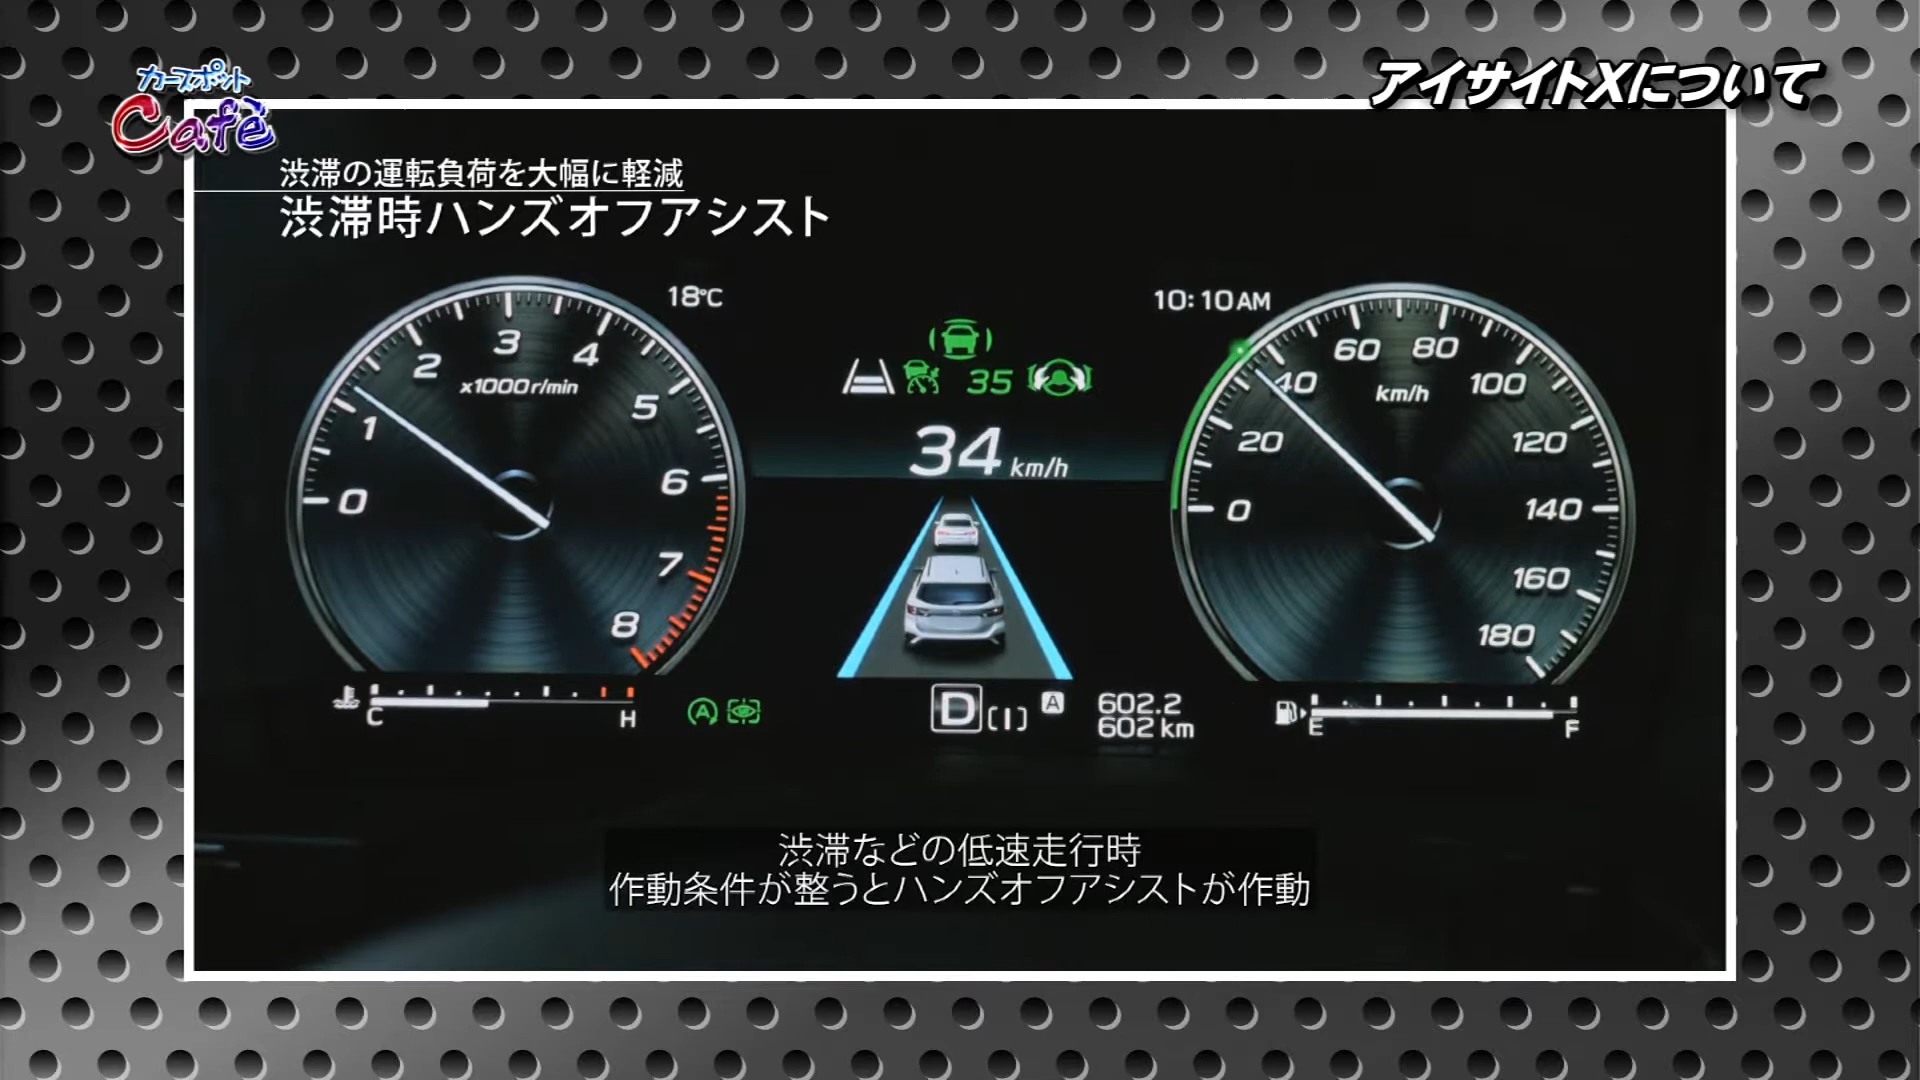 カースポット
Cafè
アイサイトXについて
渋滞の運転負荷を大幅に軽減
渋滞時ハンズオフアシスト
18℃
10:10AM
0
1
2
3
4
5
6
7
8
x1000r/min
35
34 km/h
0
20
40
60
80
100
120
140
160
180
km/h
C
H
A
D
[1]
A
602.2
602 km
E
F
渋滞などの低速走行時
作動条件が整うとハンズオフアシストが作動